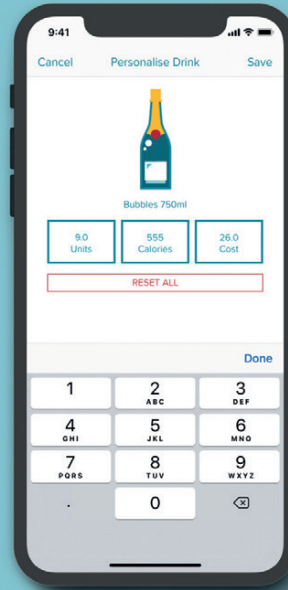 9:41
Cancel Personalise Drink Save
Bubbles 750ml
9.0 555 26.0
Units Calories Cost
RESET ALL
Done
1 2 3
ABC DEF
4 5 6
GHI JKL MNO
7 8 9
PQRS TUV WXYZ
. 0